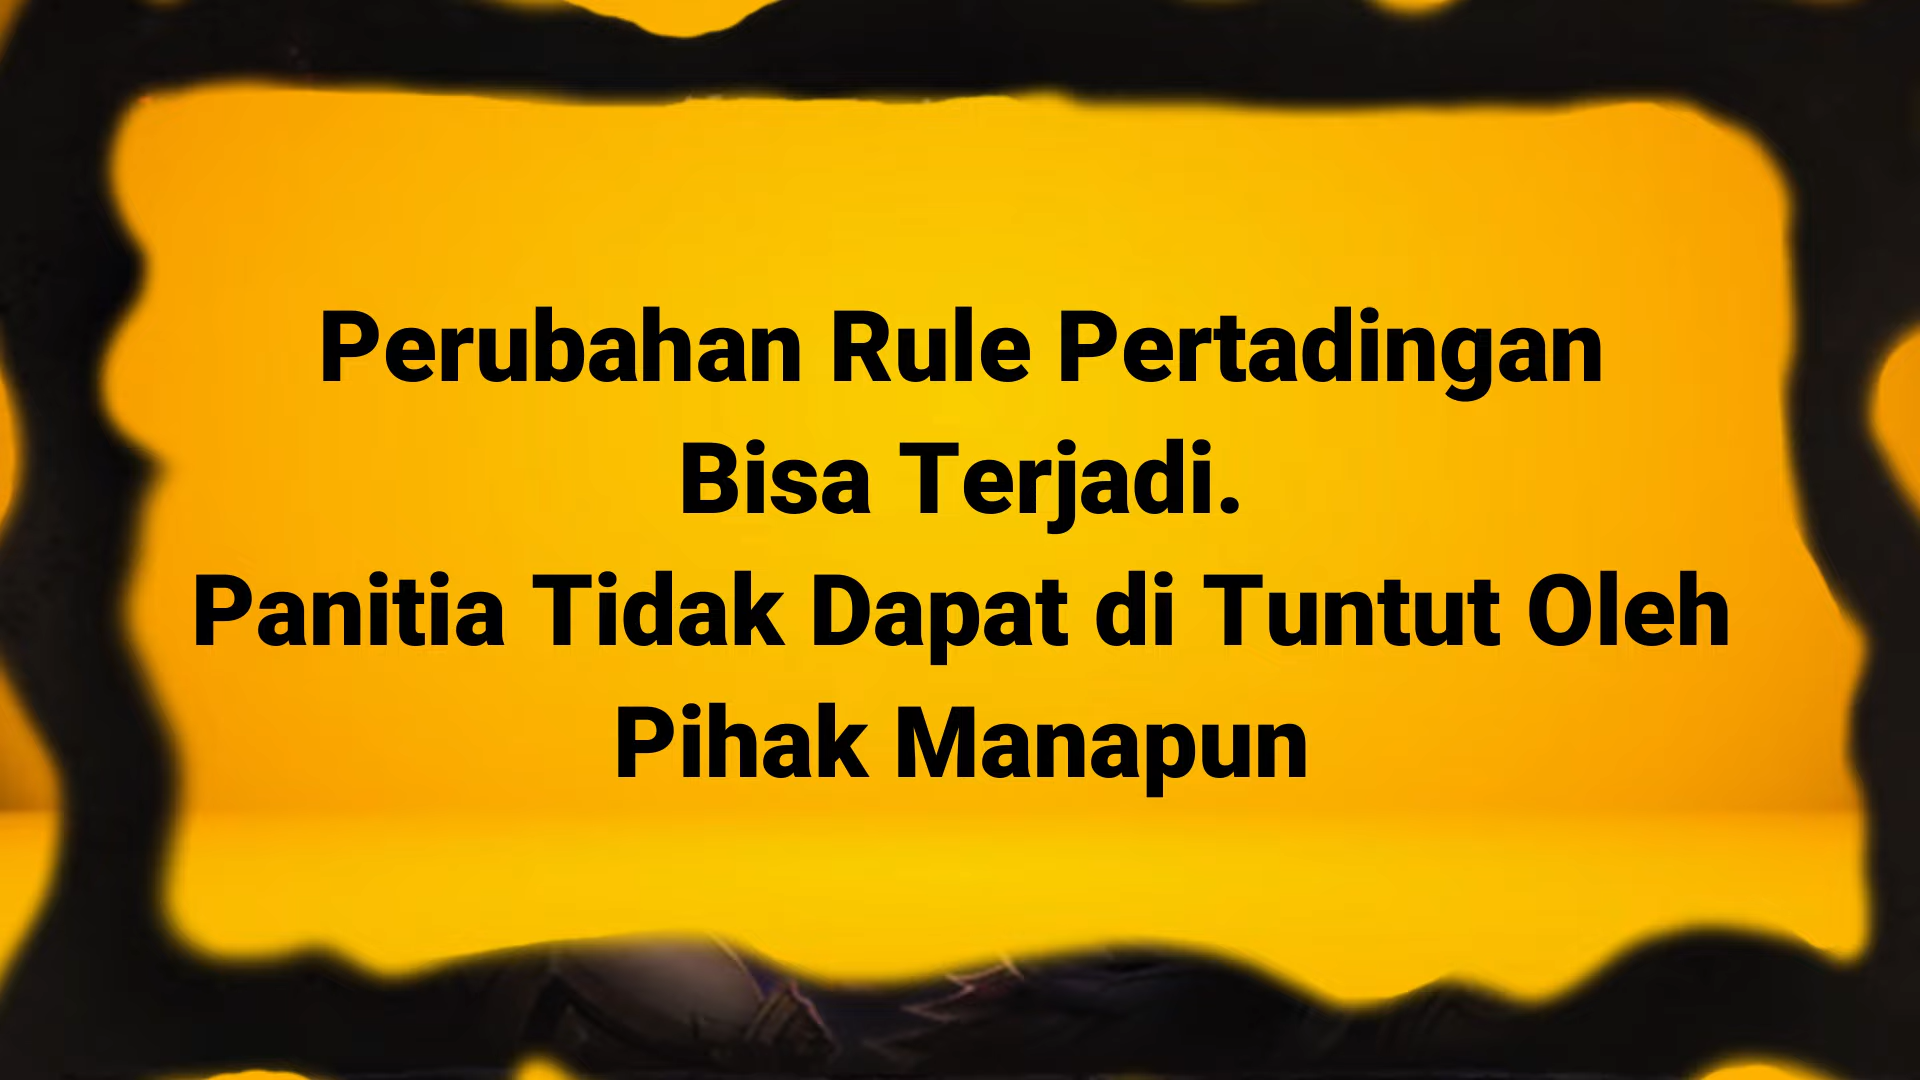 Perubahan Rule Pertadingan
Bisa Terjadi.
Panitia Tidak Dapat di Tuntut Oleh
Pihak Manapun